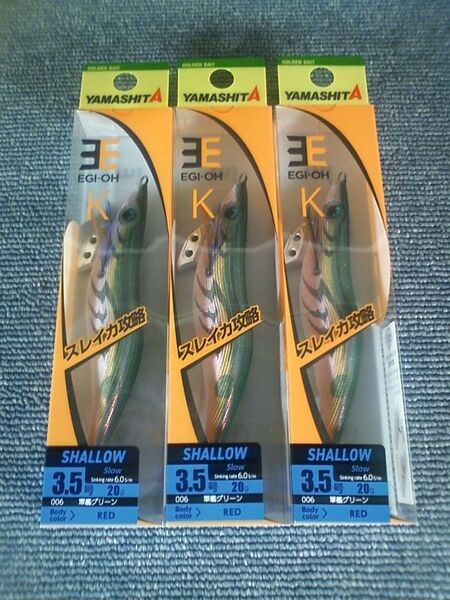 GOLDEN BAIT
YAMASHITA
EGI-OH
K
スレイカ攻略
SHALLOW
Slow
Sinking rate 6.0s/m
3.5号 20g
006 軍艦グリーン
Body color > RED
GOLDEN BAIT
YAMASHITA
EGI-OH
K
スレイカ攻略
SHALLOW
Slow
Sinking rate 6.0s/m
3.5号 20g
006 軍艦グリーン
Body color > RED
GOLDEN BAIT
YAMASHITA
EGI-OH
K
スレイカ攻略
SHALLOW
Slow
Sinking rate 6.0s/m
3.5号 20g
006 軍艦グリーン
Body color > RED